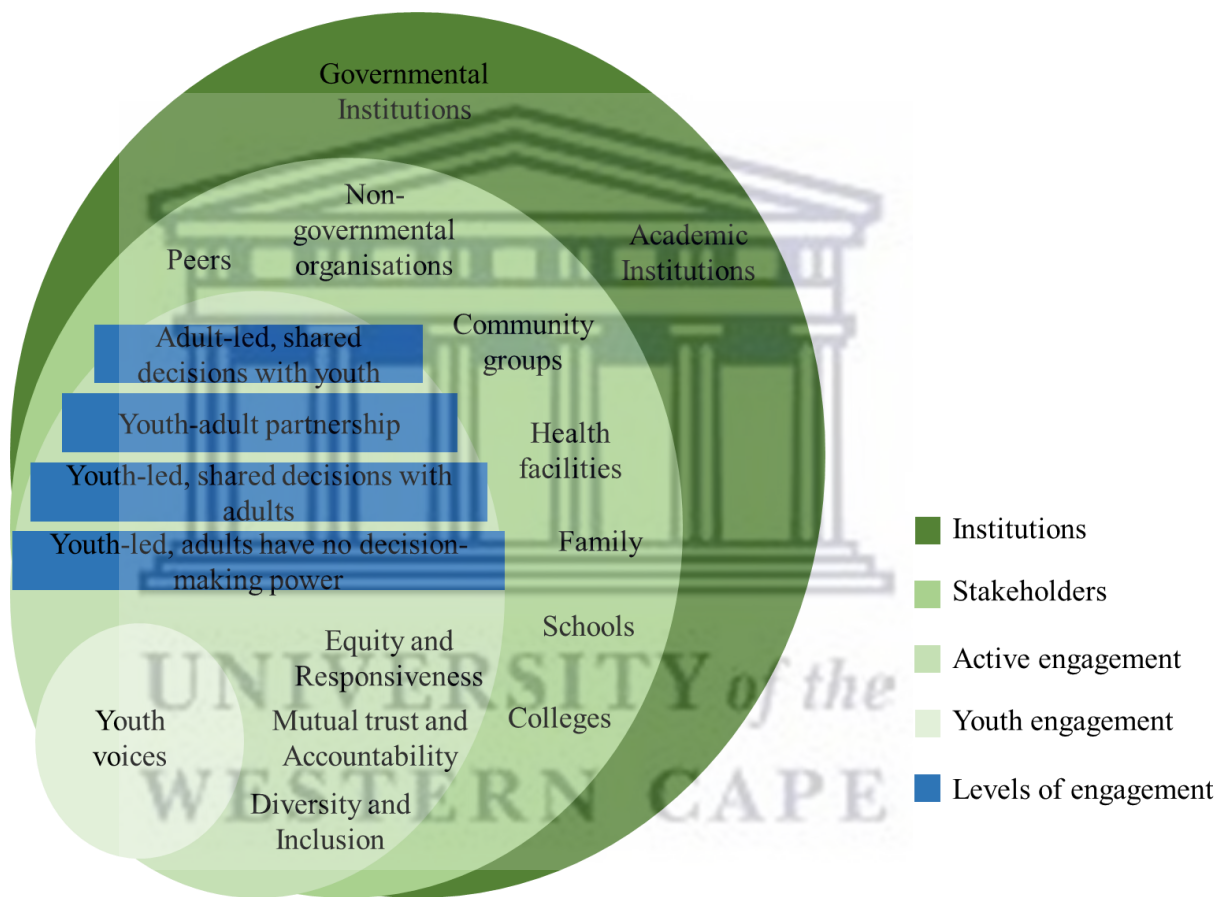 Governmental
Institutions
Non-
governmental
organisations
Peers
Academic
Institutions
Community
groups
Adult-led, shared
decisions with youth
Youth-adult partnership
Health
facilities
Youth-led, shared decisions with
adults
Youth-led, adults have no decision-
making power
Family
Schools
Equity and
Responsiveness
Colleges
Youth
voices
Mutual trust and
Accountability
Diversity and
Inclusion
Institutions
Stakeholders
Active engagement
Youth engagement
Levels of engagement
UNIVERSITY of the
WESTERN CAPE